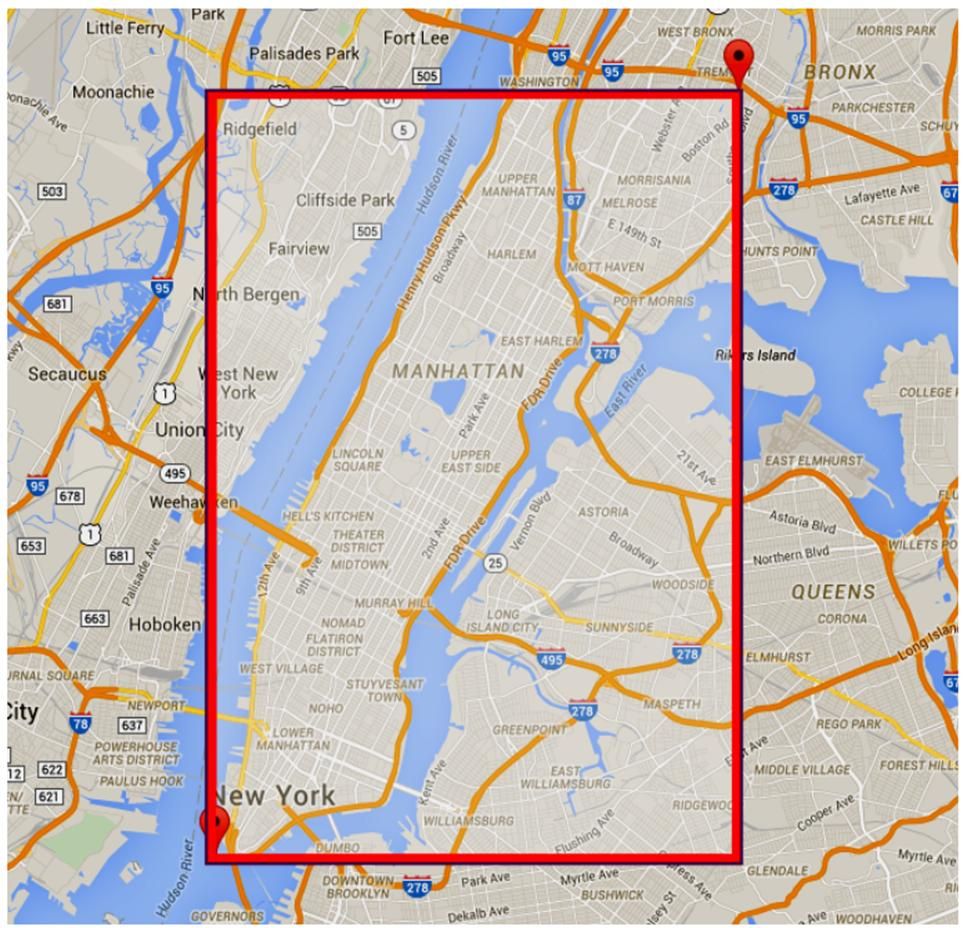 Park
Little Ferry
Palisades Park
Fort Lee
WEST BRONX
MORRIS PARK
95
95
505
WASHINGTON
BRONX
Moonachie
PARKCHESTER
95
5
Ridgefield
Webster
Boston Rd
503
278
Lafayette Ave
67
CASTLE HILL
UPPER
MANHATTAN
MORRISANIA
MELROSE
87
Cliffside Park
505
Hudson River
Henry Hudson Pkwy
Broadway
E 149th St
HARLEM
Fairview
MOTT HAVEN
HUNTS POINT
95
North Bergen
681
PORT MORRIS
EAST HARLEM
278
Rikers Island
Secaucus
West New
York
MANHATTAN
FDR Drive
East River
Park Ave
1
COLLEGE
Union City
LINCOLN
SQUARE
UPPER
EAST SIDE
21st Ave
EAST ELMHURST
495
95
678
Weehawken
HELL'S KITCHEN
ASTORIA
Vernon Blvd
Astoria Blvd
1
653
681
THEATER
DISTRICT
MIDTOWN
2nd Ave
FDR Drive
Broadway
Northern Blvd
WILLETS PO
Palisade Ave
12th Ave
9th Ave
25
WOODSIDE
QUEENS
663
Hoboken
MURRAY HILL
NOMAD
FLATIRON
DISTRICT
LONG
ISLAND CITY
SUNNYSIDE
CORONA
278
495
ELMHURST
Long Islan
67
URNAL SQUARE
WEST VILLAGE
STUYVESANT
TOWN
NEWPORT
City
78
637
NOHO
278
MASPETH
REGO PARK
LOWER
MANHATTAN
GREENPOINT
POWERHOUSE
ARTS DISTRICT
PAULUS HOOK
12
622
621
MIDDLE VILLAGE
FOREST HILLS
EAST
WILLIAMSBURG
Kent Ave
New York
WILLIAMSBURG
RIDGEWOO
Cooper Ave
Flushing Ave
DUMBO
Hudson River
DOWNTOWN
BROOKLYN
278
Park Ave
Myrtle Ave
GLENDALE
Myrtle Ave
BUSHWICK
GOVERNORS
Dekalb Ave
WOODHAVEN